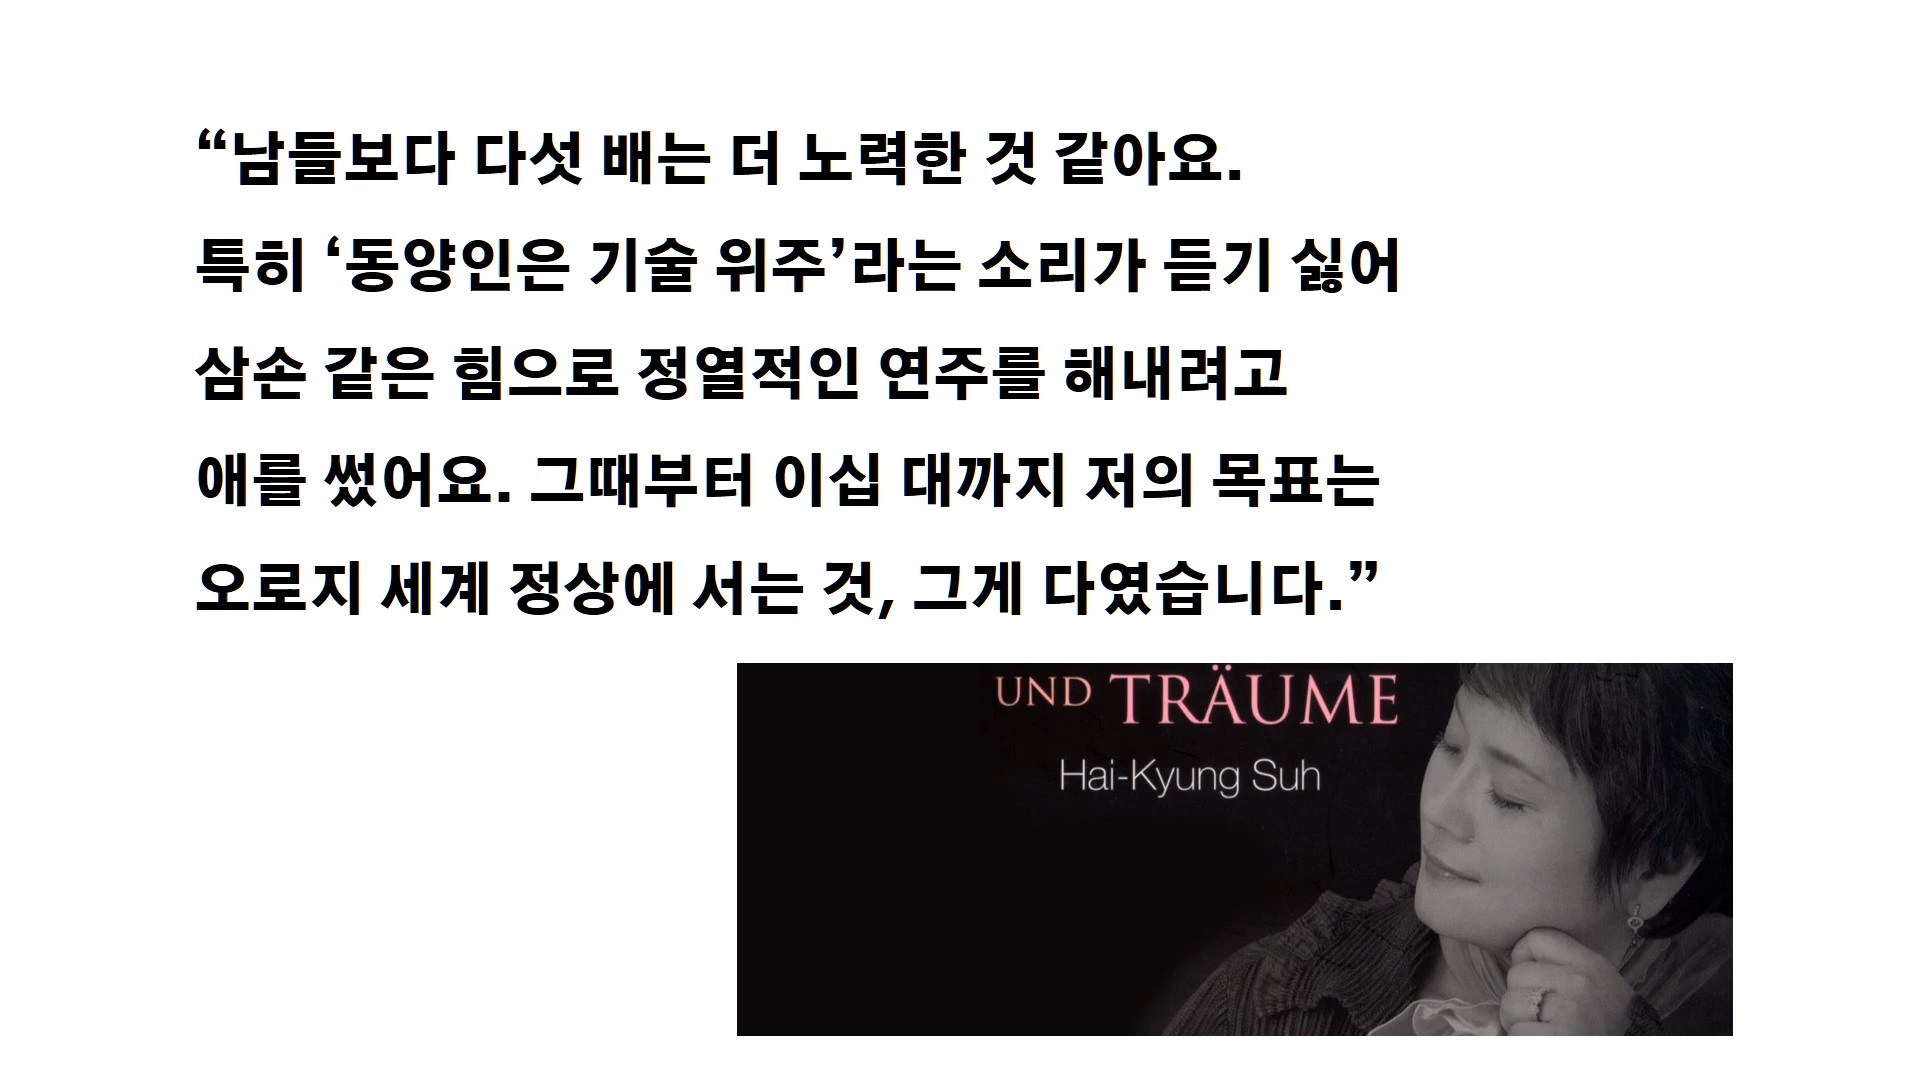 “남들보다 다섯 배는 더 노력한 것 같아요.
특히 ‘동양인은 기술 위주’라는 소리가 듣기 싫어
삼손 같은 힘으로 정열적인 연주를 해내려고
애를 썼어요. 그때부터 이십 대까지 저의 목표는
오로지 세계 정상에 서는 것, 그게 다였습니다.”
UND TRÄUME
Hai-Kyung Suh